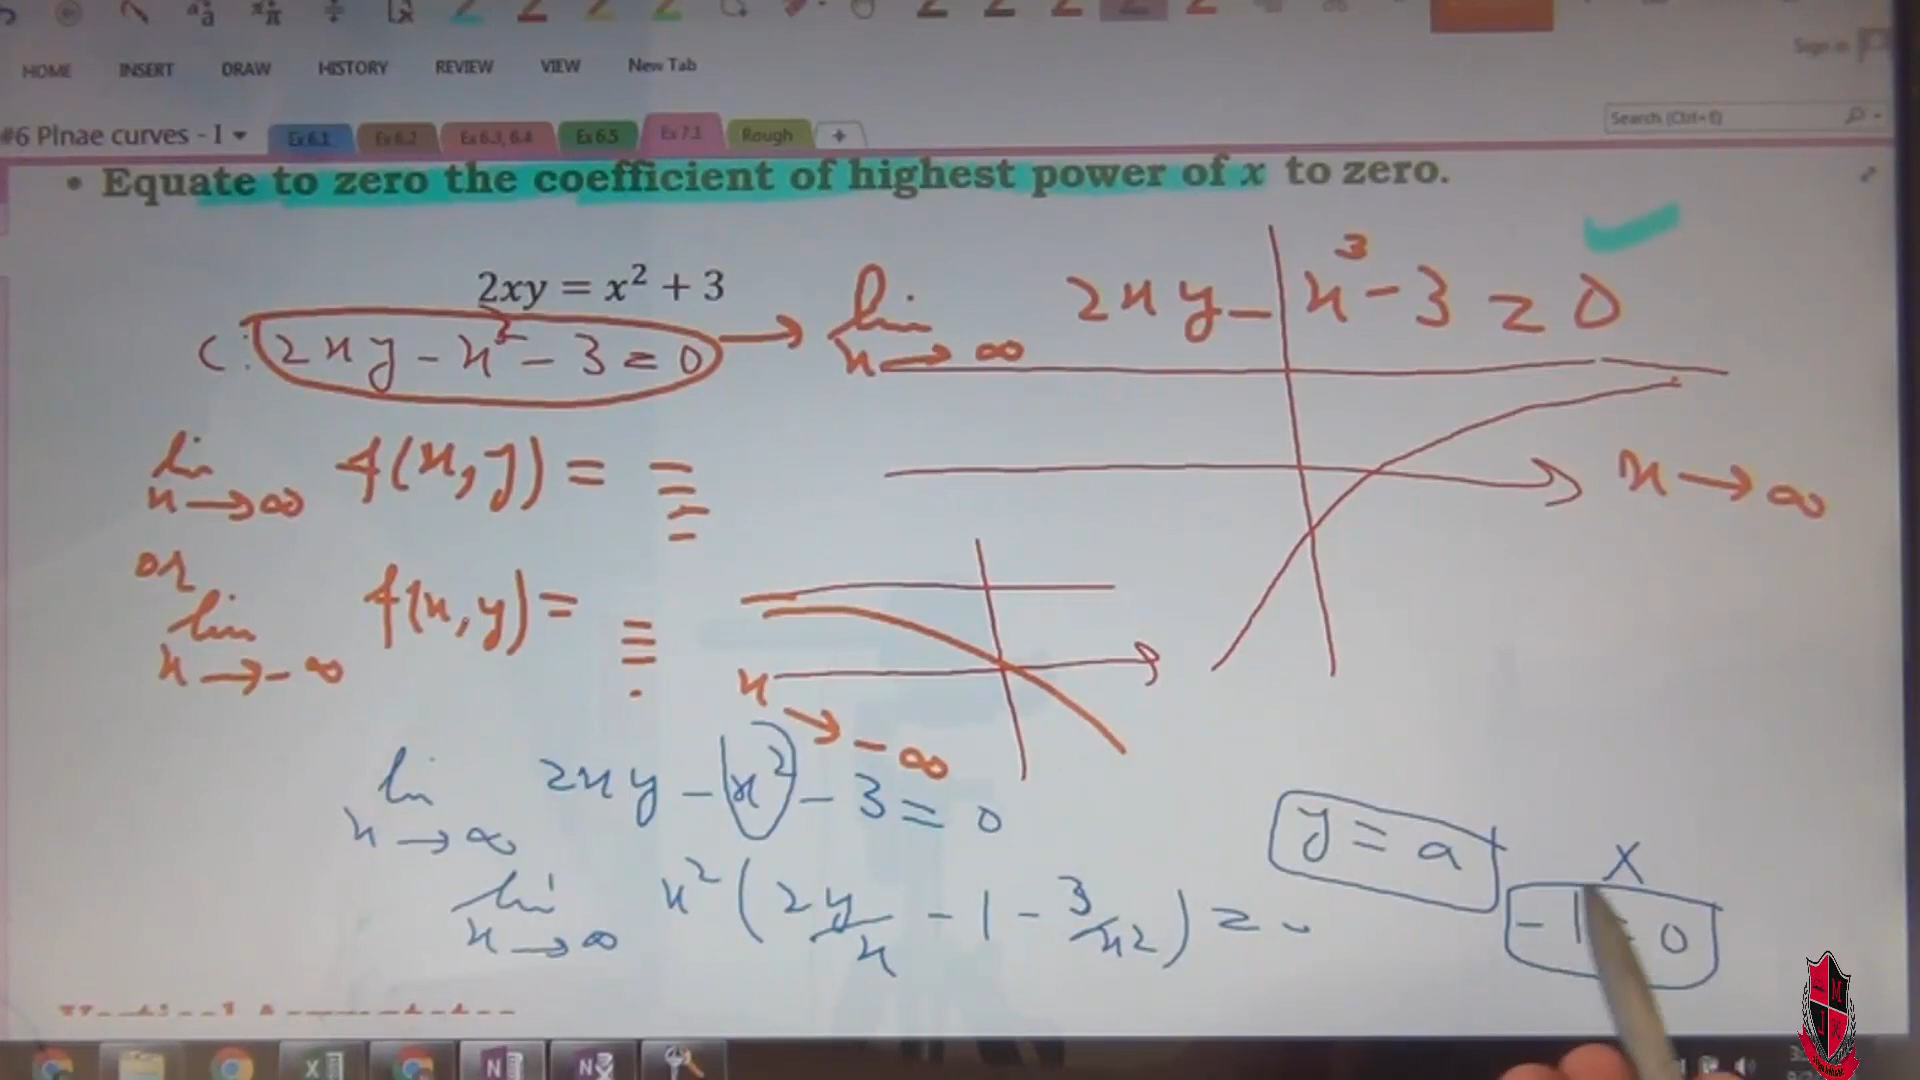 Sign in
HOME INSERT DRAW HISTORY REVIEW VIEW New Tab
#6 Plnae curves - I Ex 6.1 Ex 6.2 Ex 6.3, 6.4 Ex 6.5 Ex 7.1 Rough +
Search (Ctrl+E)
• Equate to zero the coefficient of highest power of x to zero.
2xy = x² + 3
C: 2xy - x² - 3 = 0 → lim x → ∞ 2xy - x³ - 3 = 0
lim x → ∞ f(x, y) =
x → ∞
or
lim x → -∞ f(x, y) =
x → -∞
lim x → ∞ 2xy - x² - 3 = 0
y = a
x
lim x → ∞ x² (2y/x - 1 - 3/x²) =
-1 = 0